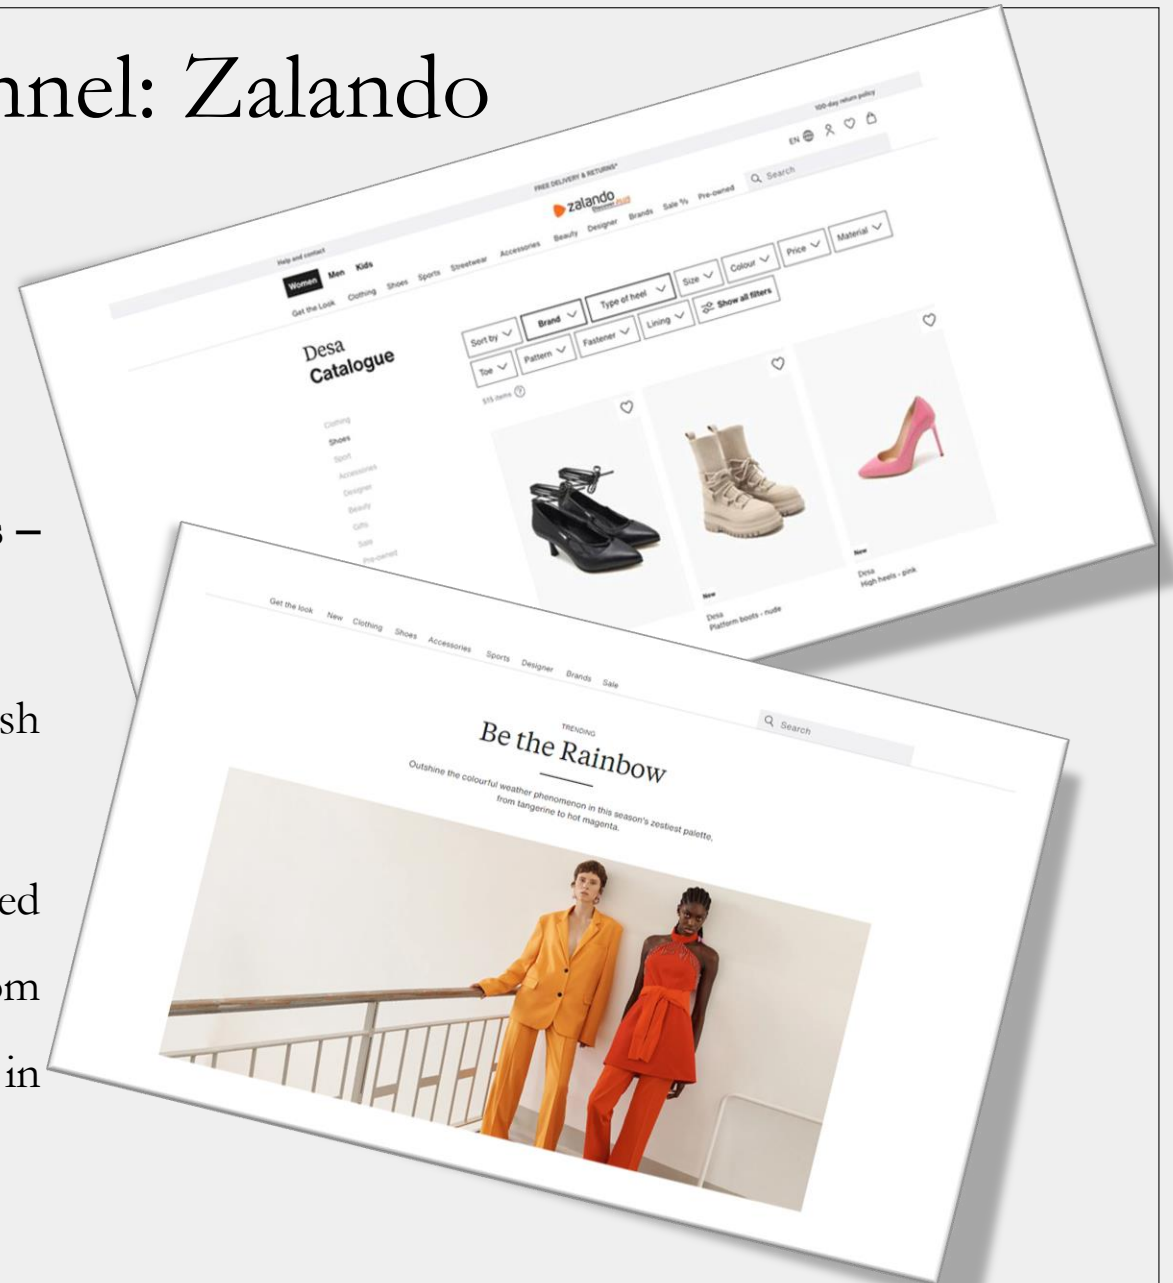 nnel: Zalando
s –
sh
ed
om
in
100-day return policy
FREE DELIVERY & RETURNS*
Help and contact
EN
Women Men Kids
zalando
Get the Look Clothing Shoes Sports Streetwear Accessories Beauty Designer Brands Sale % Pre-owned
Search
Desa
Catalogue
Sort by Brand Type of heel Size Colour Price Material
Toe Pattern Fastener Lining Show all filters
515 items
Clothing
Shoes
Sport
Accessories
Designer
Beauty
Gifts
Sale
Pre-owned
New
Desa
Platform boots - nude
New
Desa
High heels - pink
Get the look New Clothing Shoes Accessories Sports Designer Brands Sale
Search
TRENDING
Be the Rainbow
Outshine the colourful weather phenomenon in this season's zestiest palette,
from tangerine to hot magenta.